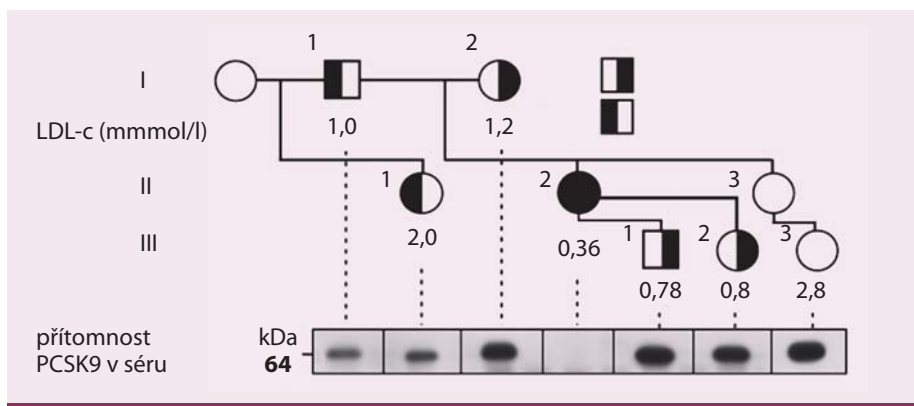 1 2
I
LDL-c (mmmol/l) 1,0 1,2
II 1 2 3
III 2,0 0,36 1 2 3
0,78 0,8 2,8
přítomnost kDa
PCSK9 v séru 64